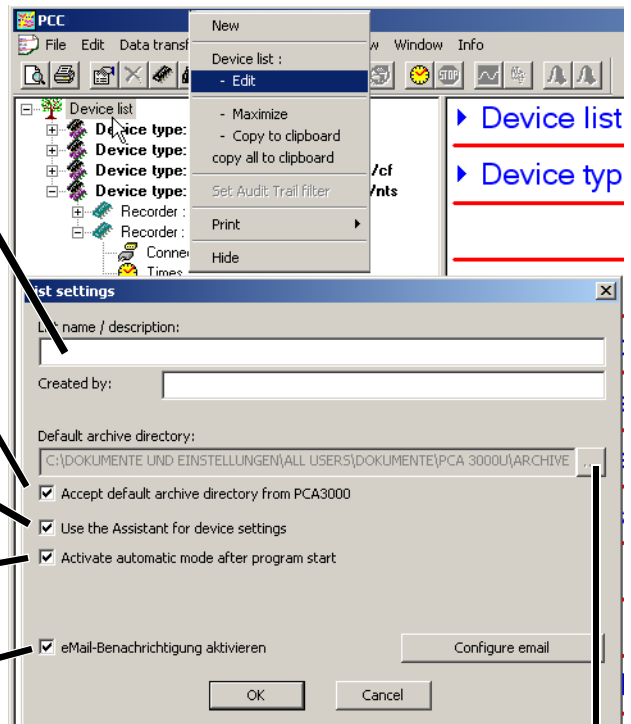 PCC
File Edit Data transf w Window Info
New
Device list :
- Edit
- Maximize
- Copy to clipboard
copy all to clipboard
Set Audit Trail filter
Print
Hide
Device list
Device type:
Device type:
Device type: /cf
Device type: /nts
Recorder :
Recorder :
Conne
Times
Device list
Device typ
ist settings
List name / description:
Created by:
Default archive directory:
C:\DOKUMENTE UND EINSTELLUNGEN\ALL USERS\DOKUMENTE\PCA 3000U\ARCHIVE
...
Accept default archive directory from PCA3000
Use the Assistant for device settings
Activate automatic mode after program start
eMail-Benachrichtigung aktivieren
Configure email
OK Cancel